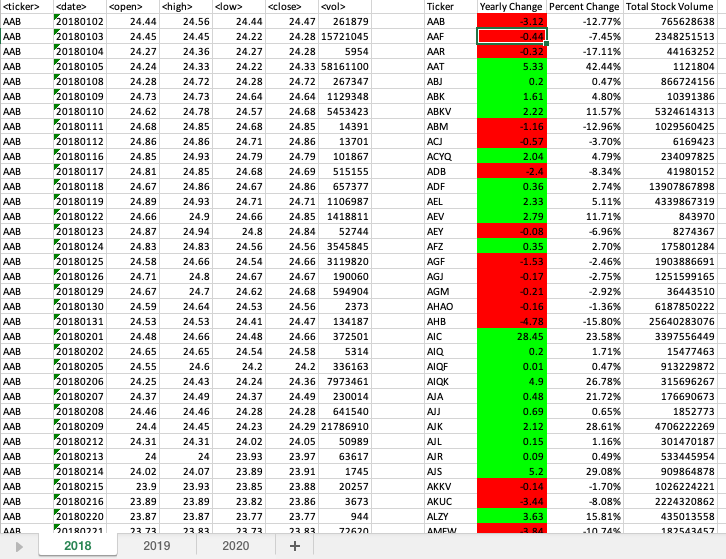 <ticker> <date> <open> <high> <low> <close> <vol> Ticker Yearly Change Percent Change Total Stock Volume
AAB 20180102 24.44 24.56 24.44 24.47 261879 AAB -3.12 -12.77% 765628638
AAB 20180103 24.45 24.45 24.22 24.28 15721045 AAF -0.44 -7.45% 2348251513
AAB 20180104 24.27 24.36 24.27 24.28 5954 AAR -0.32 -17.11% 44163252
AAB 20180105 24.24 24.33 24.22 24.33 58161100 AAT 5.33 42.44% 1121804
AAB 20180108 24.28 24.72 24.28 24.72 267347 ABJ 0.2 0.47% 866724156
AAB 20180109 24.73 24.73 24.64 24.64 1129348 ABK 1.61 4.80% 10391386
AAB 20180110 24.62 24.78 24.57 24.68 5453423 ABKV 2.22 11.57% 5324614313
AAB 20180111 24.68 24.85 24.68 24.85 14391 ABM -1.16 -12.96% 1029560425
AAB 20180112 24.86 24.86 24.71 24.86 13701 ACJ -0.57 -3.70% 6169423
AAB 20180116 24.85 24.93 24.79 24.79 101867 ACYQ 2.04 4.79% 234097825
AAB 20180117 24.81 24.85 24.68 24.69 515155 ADB -2.4 -8.34% 41980152
AAB 20180118 24.67 24.86 24.67 24.86 657377 ADF 0.36 2.74% 13907867898
AAB 20180119 24.89 24.93 24.71 24.71 1106987 AEL 2.33 5.11% 4339867319
AAB 20180122 24.66 24.9 24.66 24.85 1418811 AEV 2.79 11.71% 843970
AAB 20180123 24.87 24.94 24.8 24.84 52744 AEY -0.08 -6.96% 8274367
AAB 20180124 24.83 24.83 24.56 24.56 3545845 AFZ 0.35 2.70% 175801284
AAB 20180125 24.58 24.66 24.46 24.54 24.66 3119820 AGF -1.53 -2.46% 1903886691
AAB 20180126 24.71 24.8 24.67 24.67 190060 AGJ -0.17 -2.75% 1251599165
AAB 20180129 24.67 24.7 24.62 24.68 594904 AGM -0.21 -2.92% 36443510
AAB 20180130 24.59 24.64 24.53 24.56 2373 AHAO -0.16 -1.36% 6187850222
AAB 20180131 24.53 24.53 24.41 24.47 134187 AHB -4.78 -15.80% 25640283076
AAB 20180201 24.48 24.66 24.48 24.66 372501 AIC 28.45 23.58% 3397556449
AAB 20180202 24.65 24.65 24.54 24.58 5314 AIQ 0.2 1.71% 15477463
AAB 20180205 24.55 24.6 24.2 24.2 336163 AIQF 0.01 0.47% 913229872
AAB 20180206 24.25 24.43 24.24 24.36 7973461 AIQK 4.9 26.78% 315696267
AAB 20180207 24.37 24.49 24.37 24.49 230014 AJA 0.48 21.72% 176690673
AAB 20180208 24.46 24.46 24.28 24.28 641540 AJJ 0.69 0.65% 1852773
AAB 20180209 24.4 24.45 24.23 24.29 21786910 AJK 2.12 28.61% 4706222269
AAB 20180212 24.31 24.31 24.02 24.05 50989 AJL 0.15 1.16% 301470187
AAB 20180213 24 24 23.93 23.97 63617 AJR 0.09 0.49% 533445954
AAB 20180214 24.02 24.07 23.89 23.91 1745 AJS 5.2 29.08% 909864878
AAB 20180215 23.9 23.93 23.85 23.88 20257 AKKV -0.14 -1.70% 1026224221
AAB 20180216 23.89 23.89 23.82 23.86 3673 AKUC -3.44 -8.08% 2224320862
AAB 20180220 23.87 23.87 23.77 23.77 944 ALZY 3.63 15.81% 435013558
AAB 20180221 23.73 23.83 23.73 23.83 72620 AMEW -3.84 -10.74% 182543457
2018 2019 2020 +